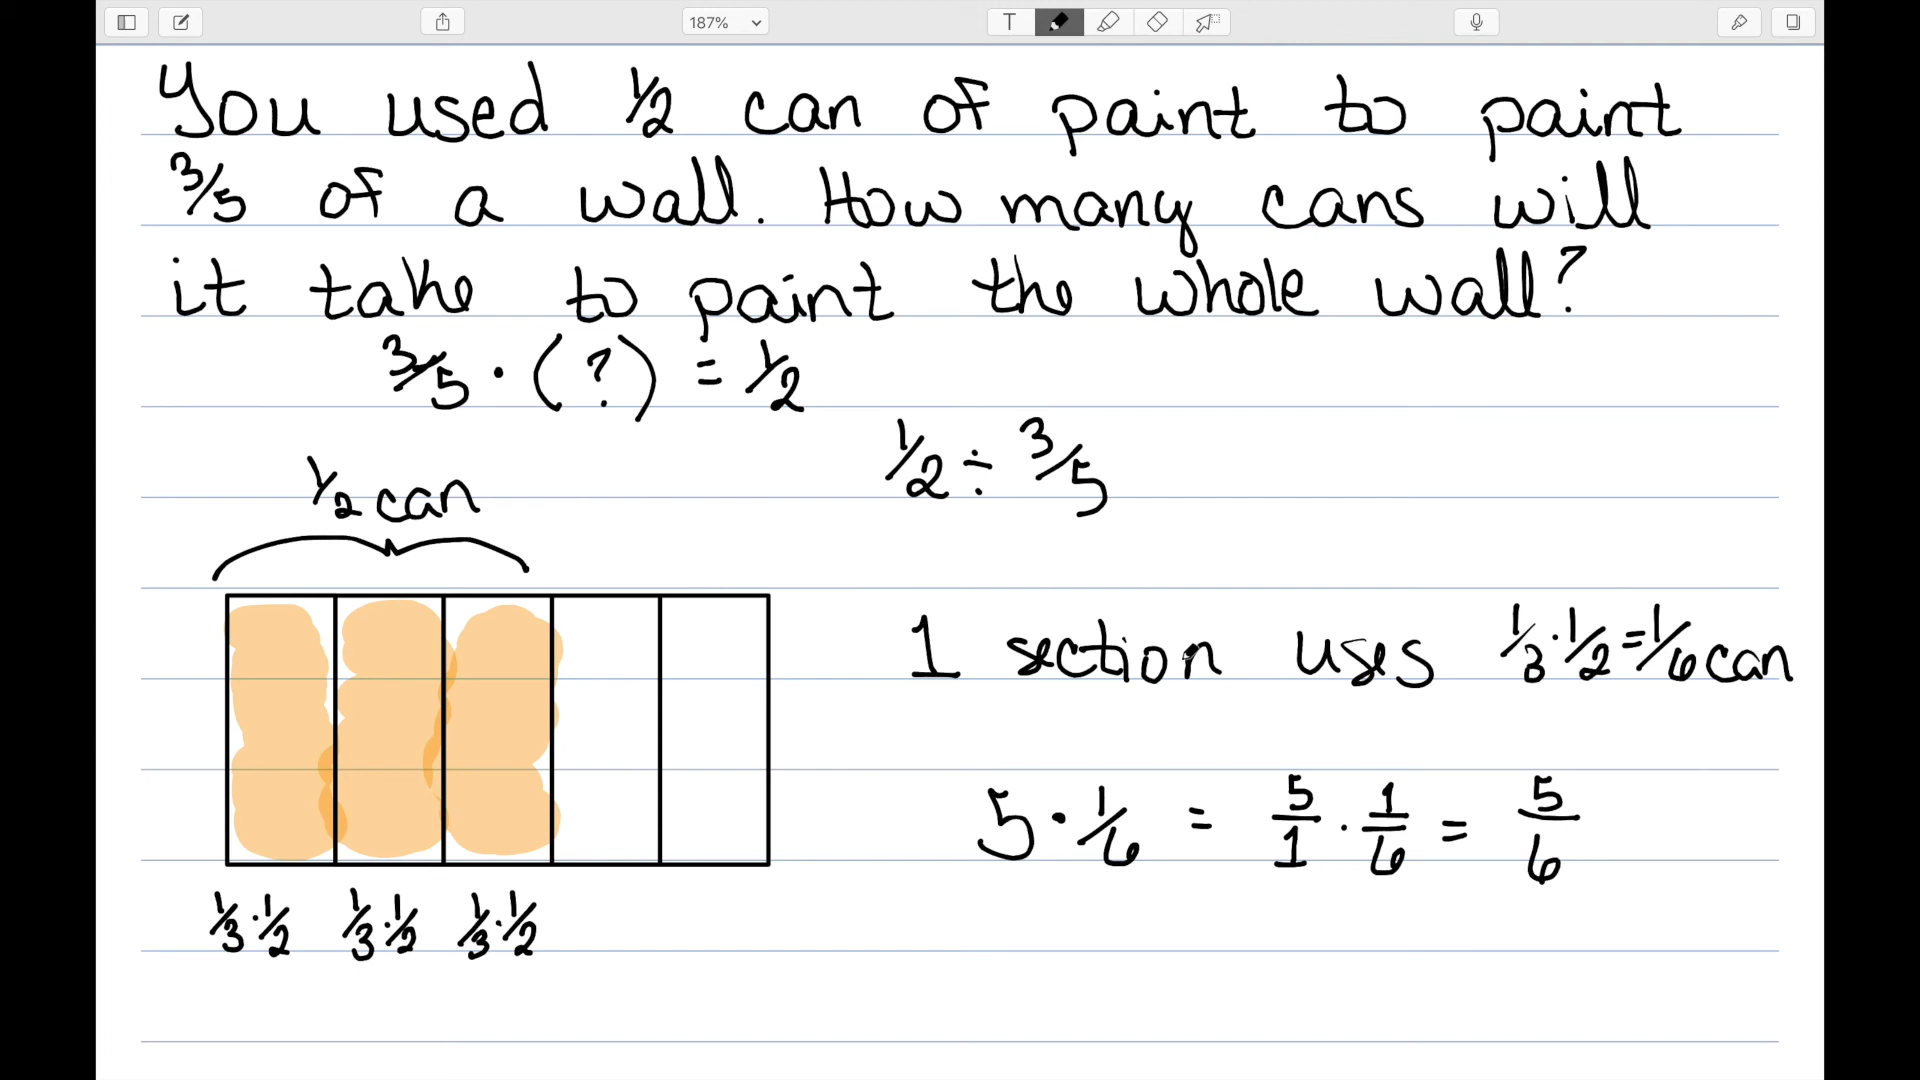 187%
T
You used 1/2 can of paint to paint
3/5 of a wall. How many cans will
it take to paint the whole wall?
3/5 · (?) = 1/2
1/2 ÷ 3/5
1/2 can
1 section uses 1/3 · 1/2 = 1/6 can
5 · 1/6 = 5/1 · 1/6 = 5/6
1/3 · 1/2 1/3 · 1/2 1/3 · 1/2